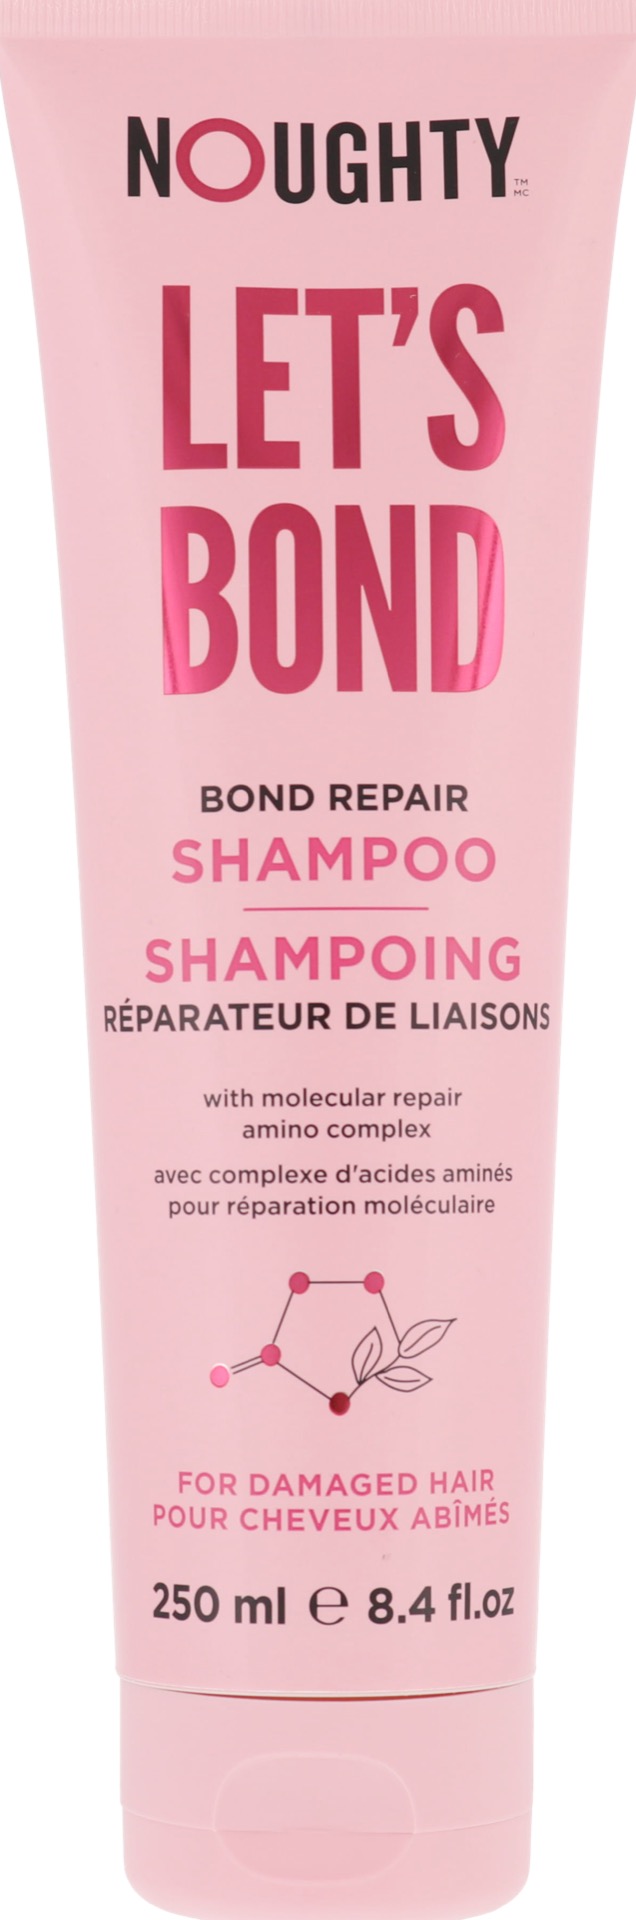 NOUGHTY
TM
MC
LET'S
BOND
BOND REPAIR
SHAMPOO
SHAMPOING
RÉPARATEUR DE LIAISONS
with molecular repair
amino complex
avec complexe d'acides aminés
pour réparation moléculaire
FOR DAMAGED HAIR
POUR CHEVEUX ABÎMÉS
250 ml ℮ 8.4 fl.oz